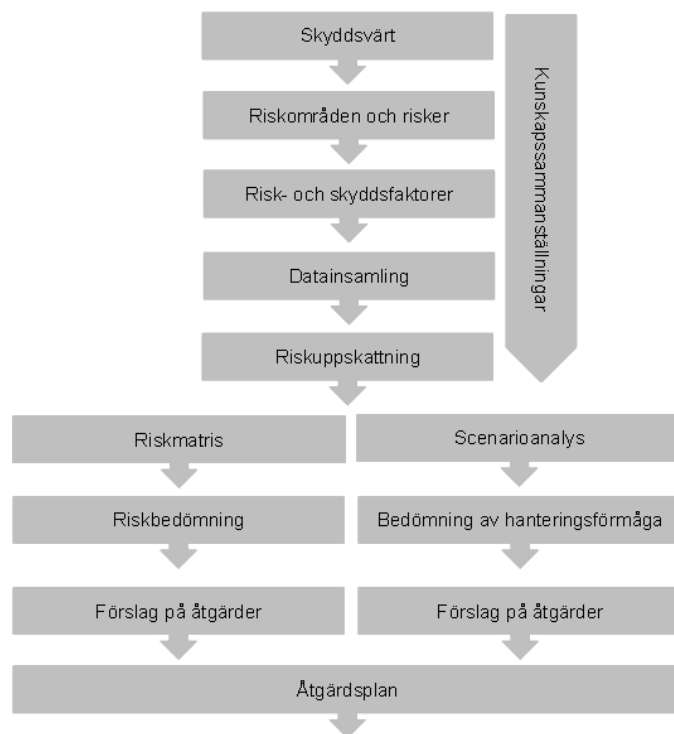 Skyddsvärt
Riskområden och risker
Risk- och skyddsfaktorer
Datainsamling
Riskuppskattning
Kunskapssammanställningar
Riskmatris
Scenarioanalys
Riskbedömning
Bedömning av hanteringsförmåga
Förslag på åtgärder
Förslag på åtgärder
Åtgärdsplan